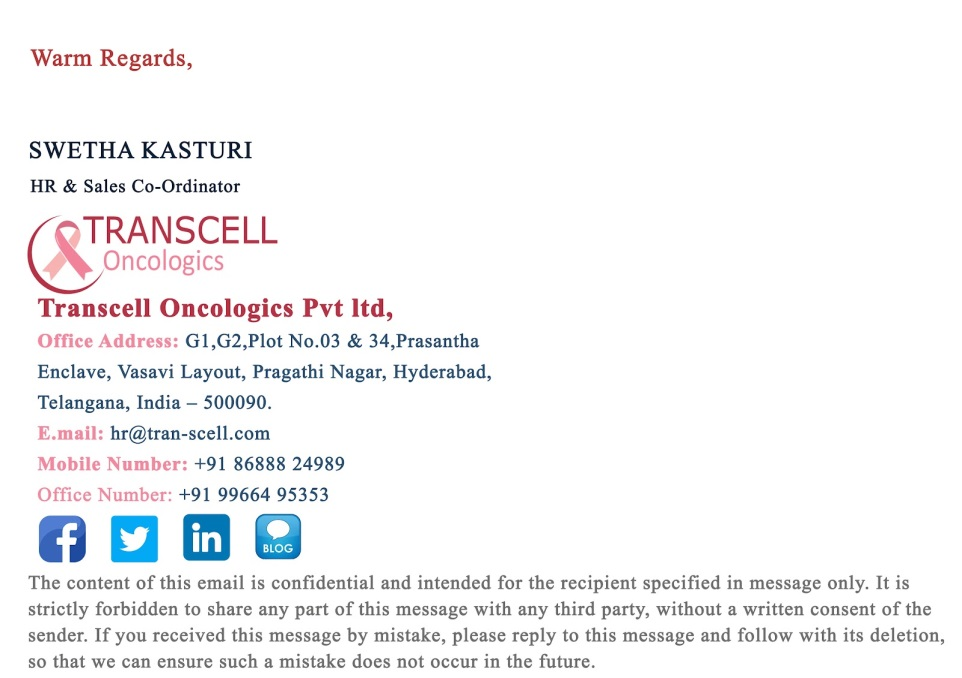 Warm Regards,
SWETHA KASTURI
HR & Sales Co-Ordinator
TRANSCELL
Oncologics
Transcell Oncologics Pvt ltd,
Office Address: G1,G2,Plot No.03 & 34,Prasantha
Enclave, Vasavi Layout, Pragathi Nagar, Hyderabad,
Telangana, India – 500090.
E.mail: hr@tran-scell.com
Mobile Number: +91 86888 24989
Office Number: +91 99664 95353
f in BLOG
The content of this email is confidential and intended for the recipient specified in message only. It is
strictly forbidden to share any part of this message with any third party, without a written consent of the
sender. If you received this message by mistake, please reply to this message and follow with its deletion,
so that we can ensure such a mistake does not occur in the future.